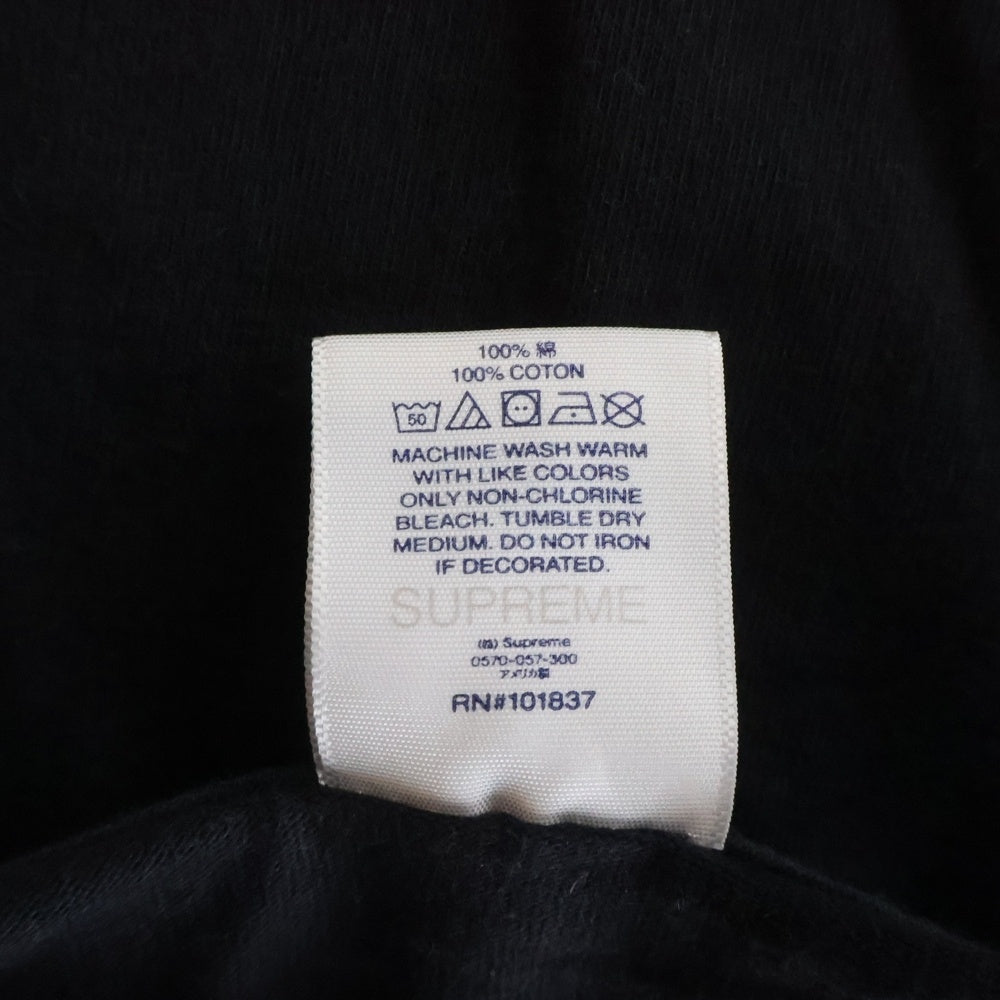 100% 綿
100% COTON
50
MACHINE WASH WARM
WITH LIKE COLORS
ONLY NON-CHLORINE
BLEACH. TUMBLE DRY
MEDIUM. DO NOT IRON
IF DECORATED.
SUPREME
(株) Supreme
0570-057-300
アメリカ製
RN#101837